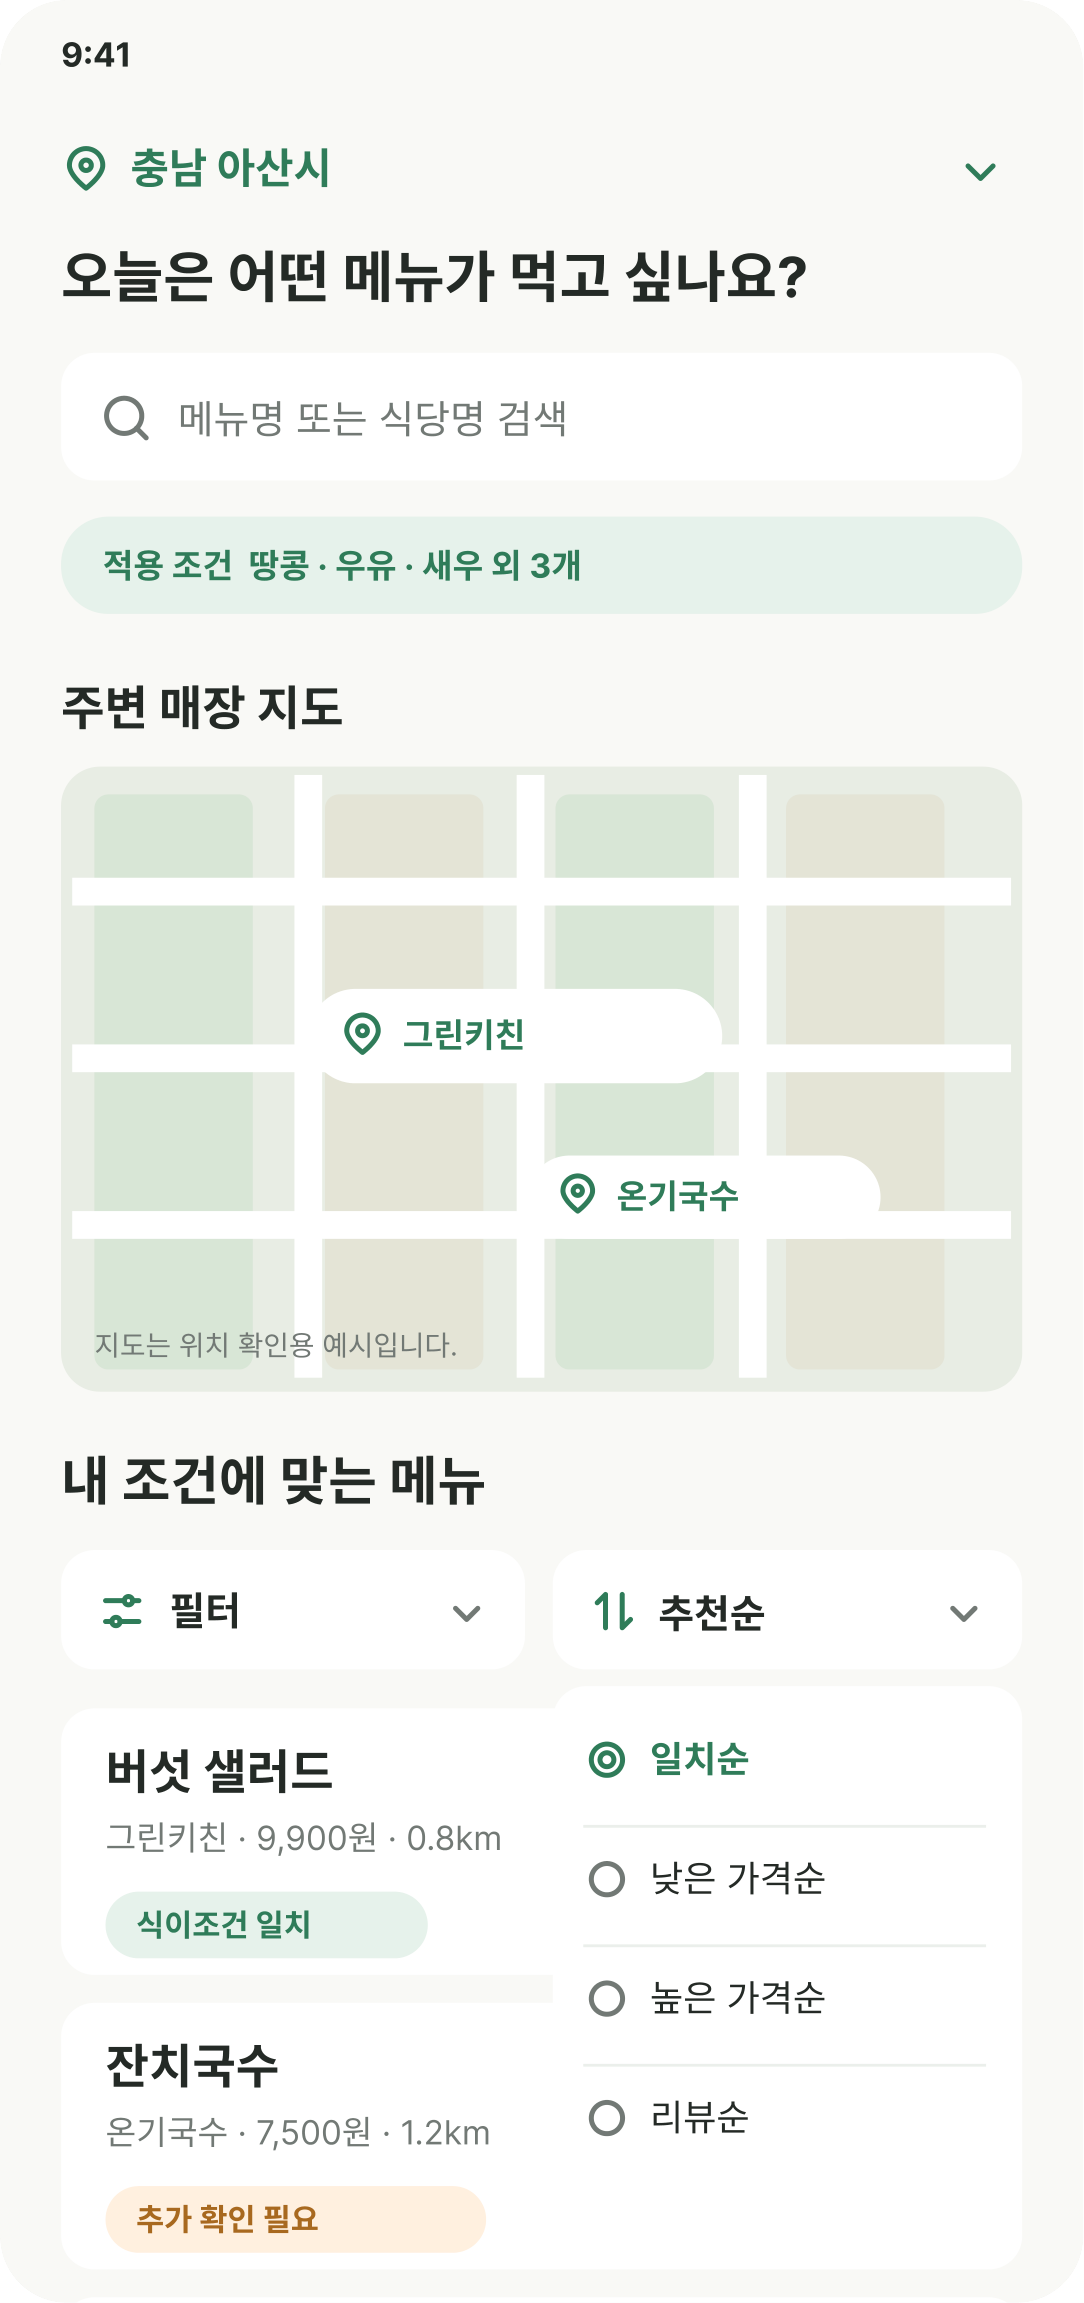 9:41
충남 아산시
오늘은 어떤 메뉴가 먹고 싶나요?
메뉴명 또는 식당명 검색
적용 조건 땅콩 · 우유 · 새우 외 3개
주변 매장 지도
그린키친
온기국수
지도는 위치 확인용 예시입니다.
내 조건에 맞는 메뉴
필터
추천순
버섯 샐러드
그린키친 · 9,900원 · 0.8km
식이조건 일치
잔치국수
온기국수 · 7,500원 · 1.2km
추가 확인 필요
일치순
낮은 가격순
높은 가격순
리뷰순